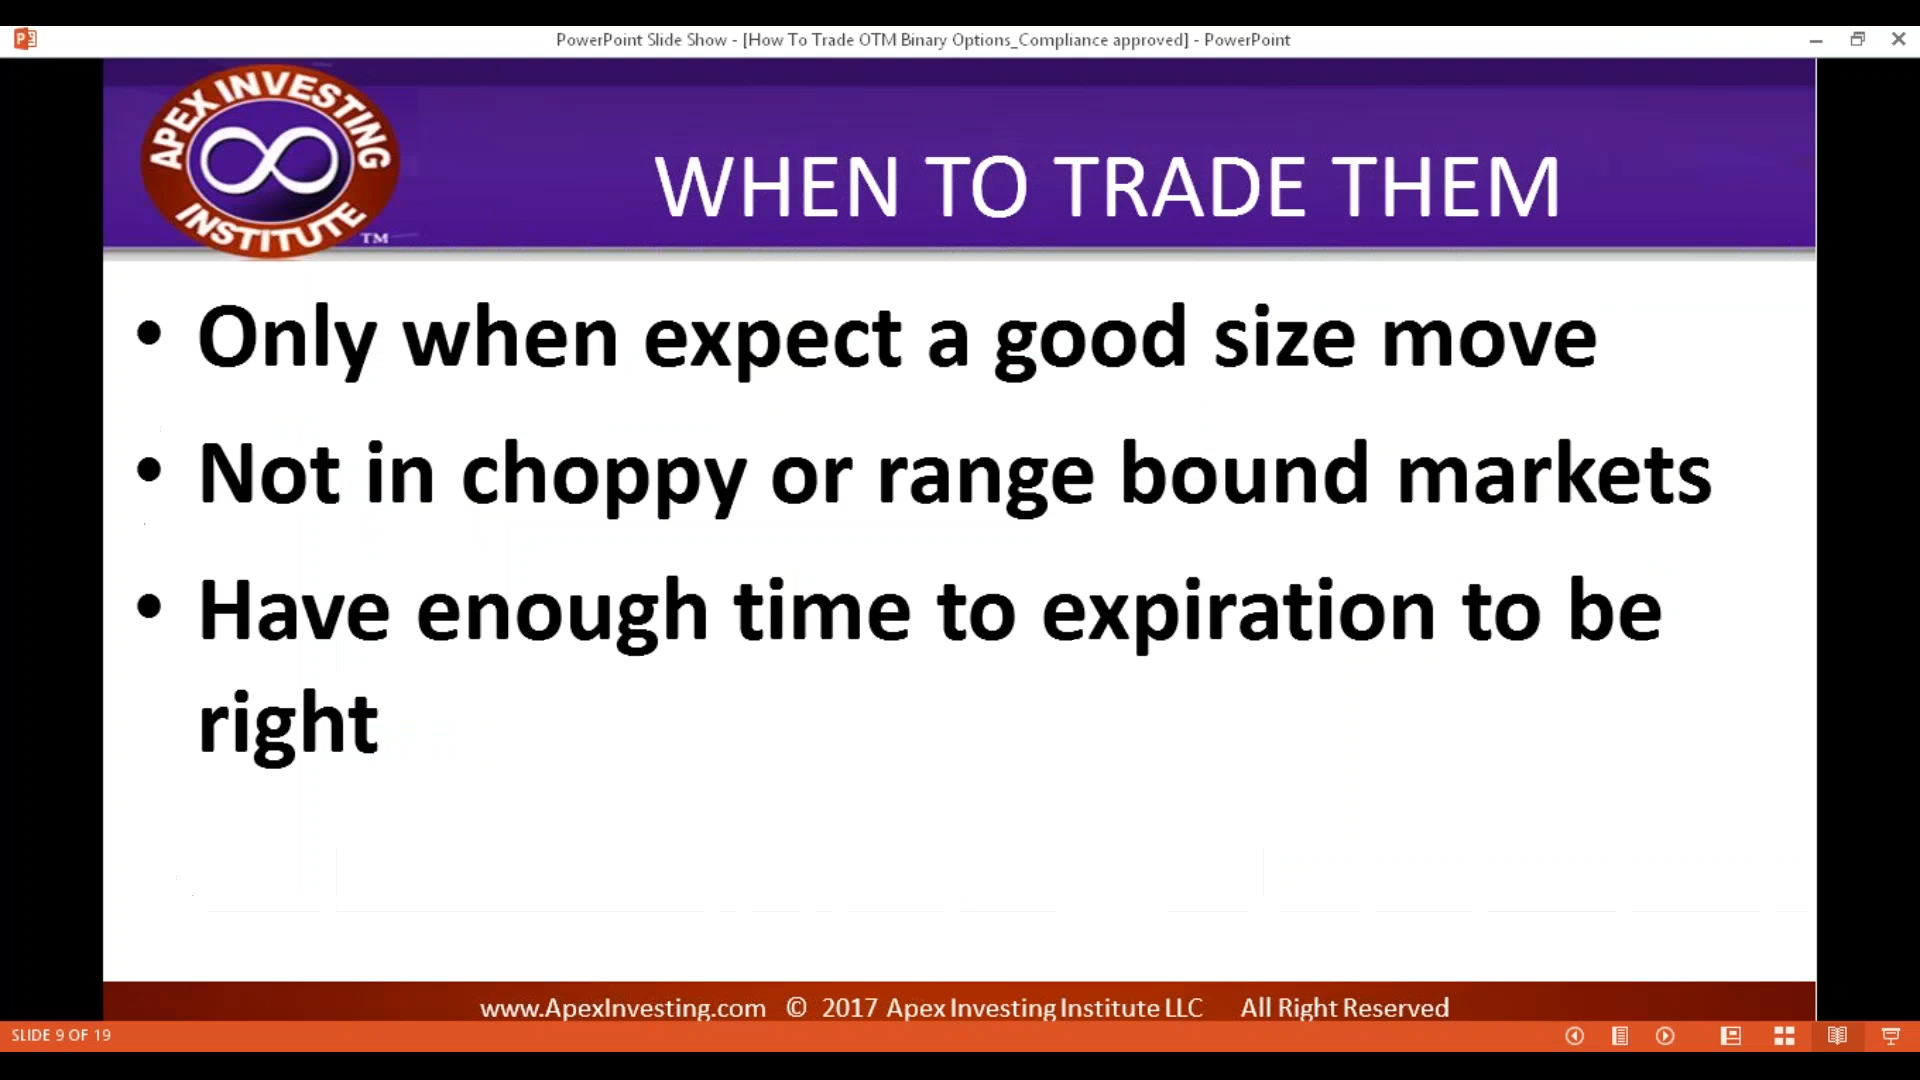 PowerPoint Slide Show - [How To Trade OTM Binary Options_Compliance approved] - PowerPoint
APEX INVESTING
INSTITUTE
TM
WHEN TO TRADE THEM
• Only when expect a good size move
• Not in choppy or range bound markets
• Have enough time to expiration to be
right
www.ApexInvesting.com © 2017 Apex Investing Institute LLC All Right Reserved
SLIDE 9 OF 19